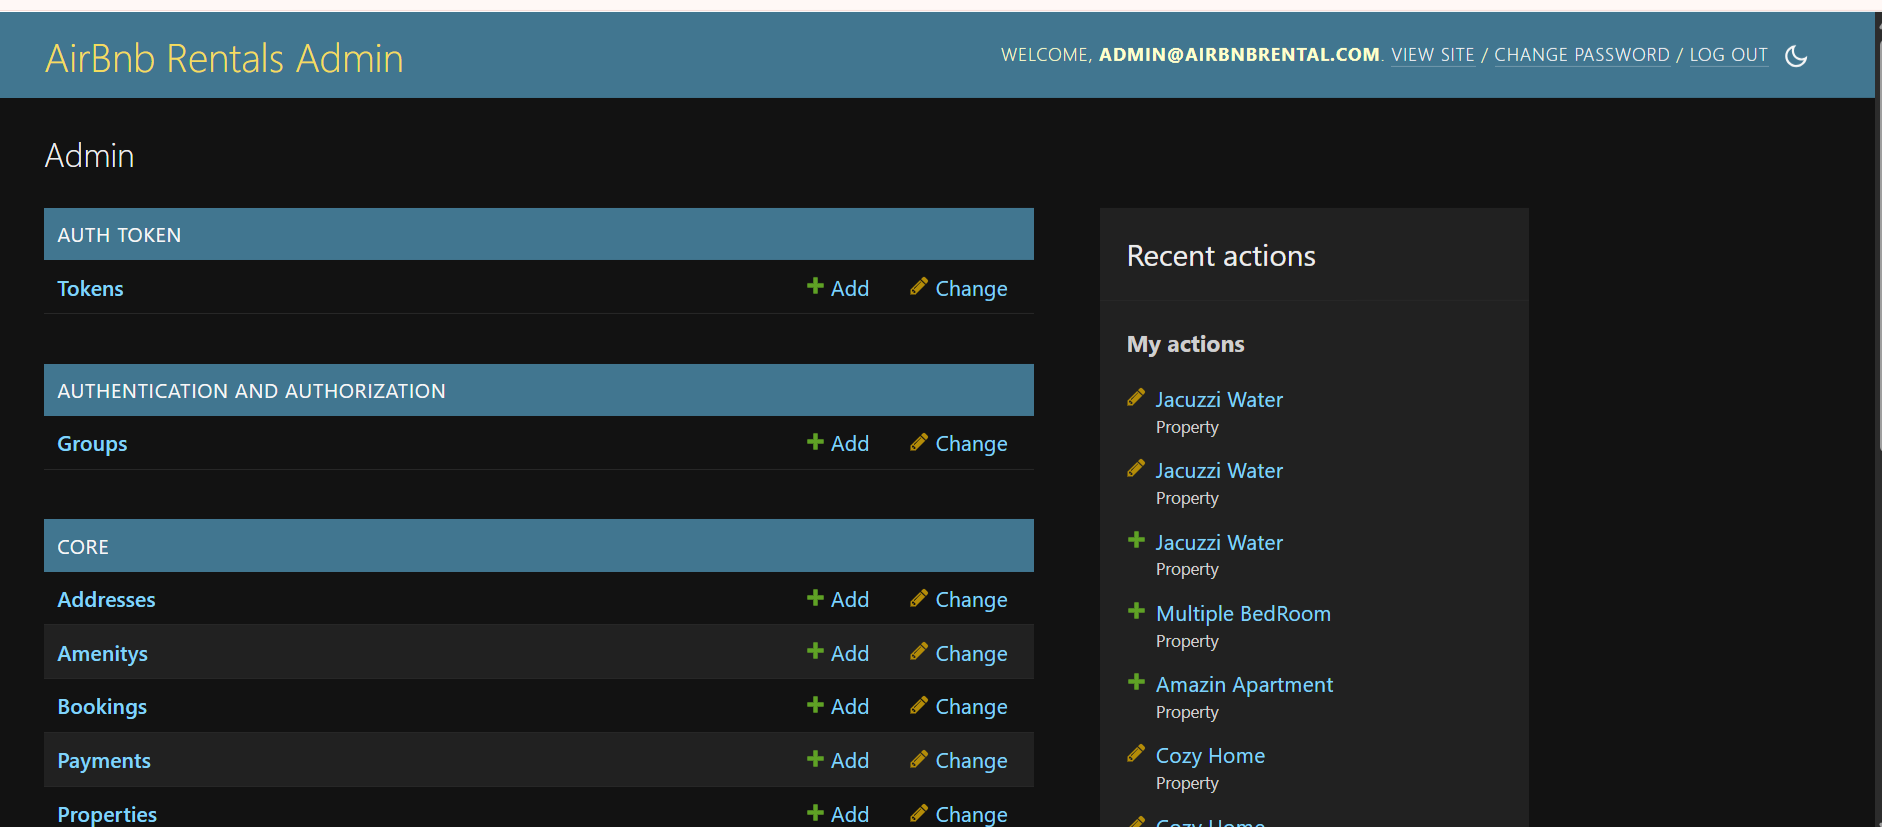 AirBnb Rentals Admin
WELCOME, ADMIN@AIRBNBRENTAL.COM. VIEW SITE / CHANGE PASSWORD / LOG OUT
Admin
AUTH TOKEN
Tokens Add Change
AUTHENTICATION AND AUTHORIZATION
Groups Add Change
CORE
Addresses Add Change
Amenitys Add Change
Bookings Add Change
Payments Add Change
Properties Add Change
Recent actions
My actions
Jacuzzi Water
Property
Jacuzzi Water
Property
Jacuzzi Water
Property
Multiple BedRoom
Property
Amazin Apartment
Property
Cozy Home
Property
Cozy Home